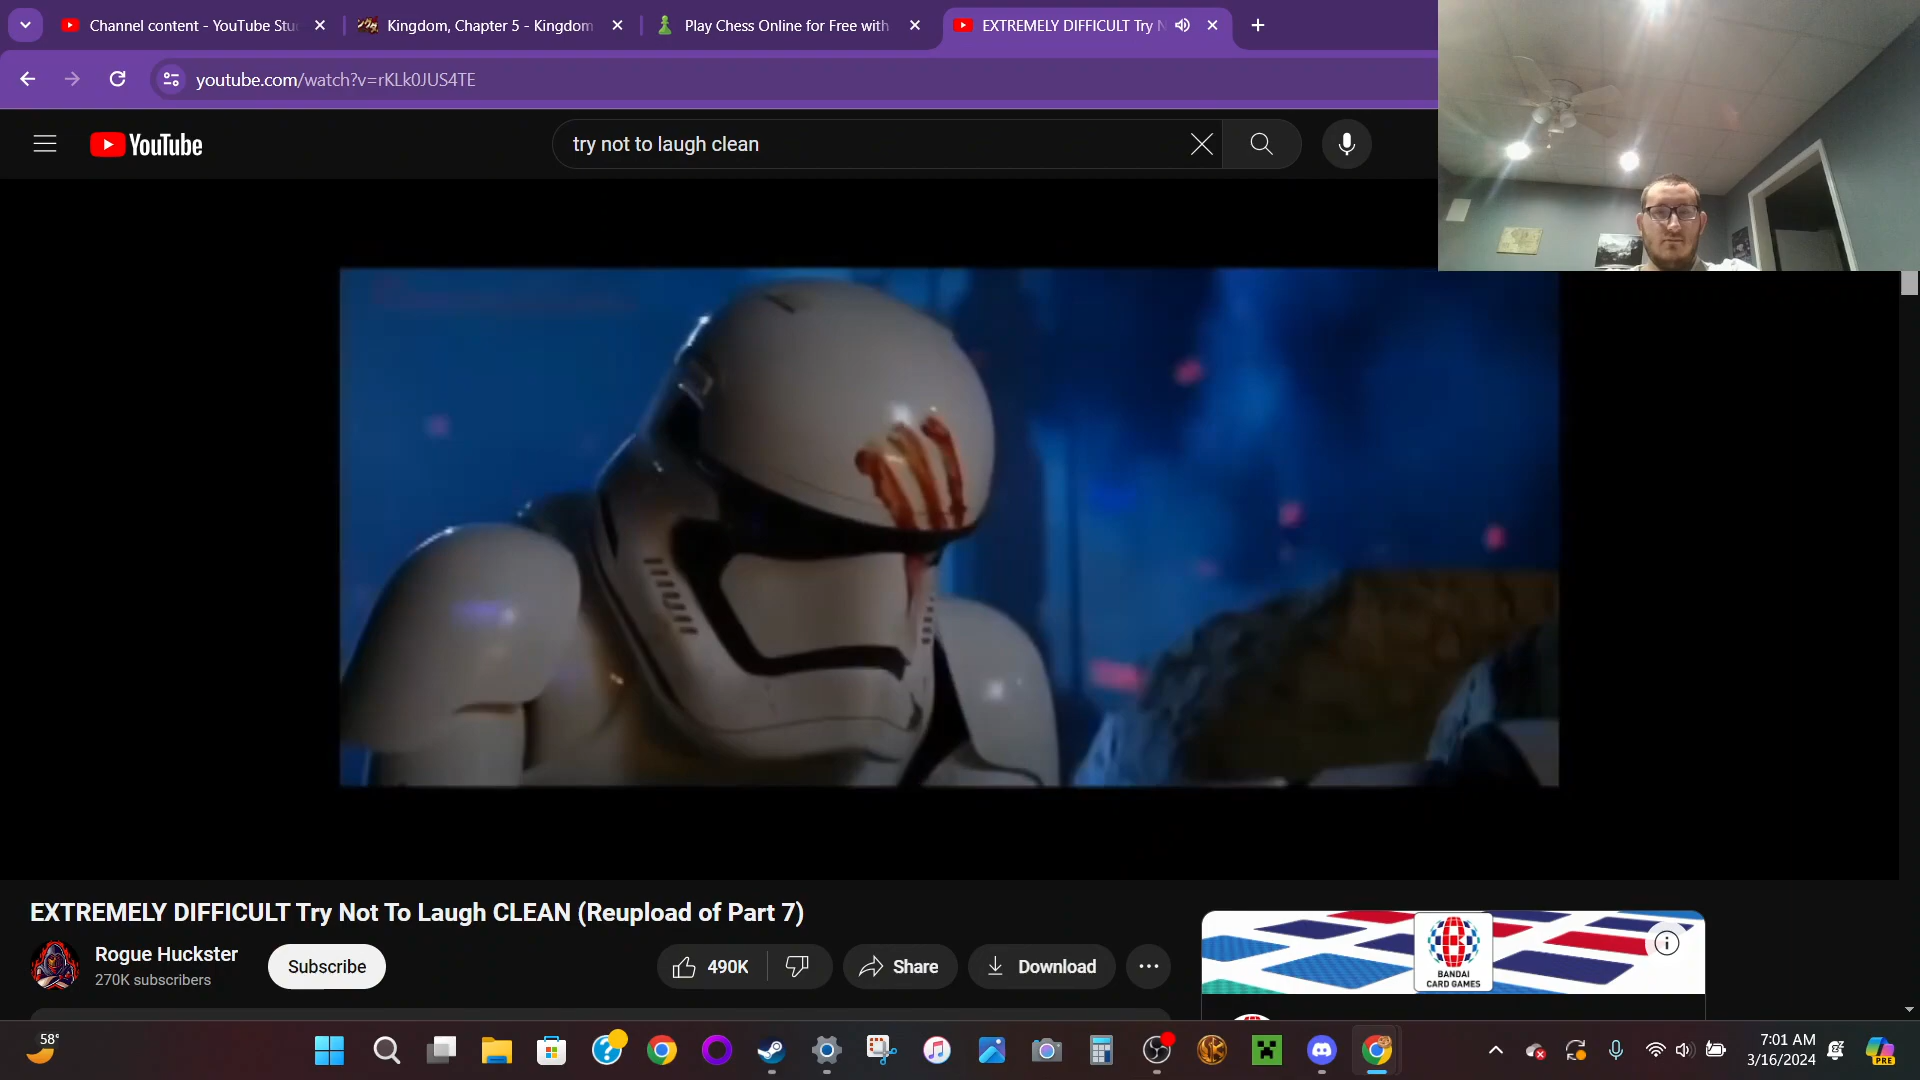 Channel content - YouTube Stu
Kingdom, Chapter 5 - Kingdom
Play Chess Online for Free with
EXTREMELY DIFFICULT Try N
youtube.com/watch?v=rKLk0JUS4TE
YouTube
try not to laugh clean
EXTREMELY DIFFICULT Try Not To Laugh CLEAN (Reupload of Part 7)
Rogue Huckster
270K subscribers
Subscribe
490K
Share
Download
BANDAI
CARD GAMES
58°
7:01 AM
3/16/2024
PRE